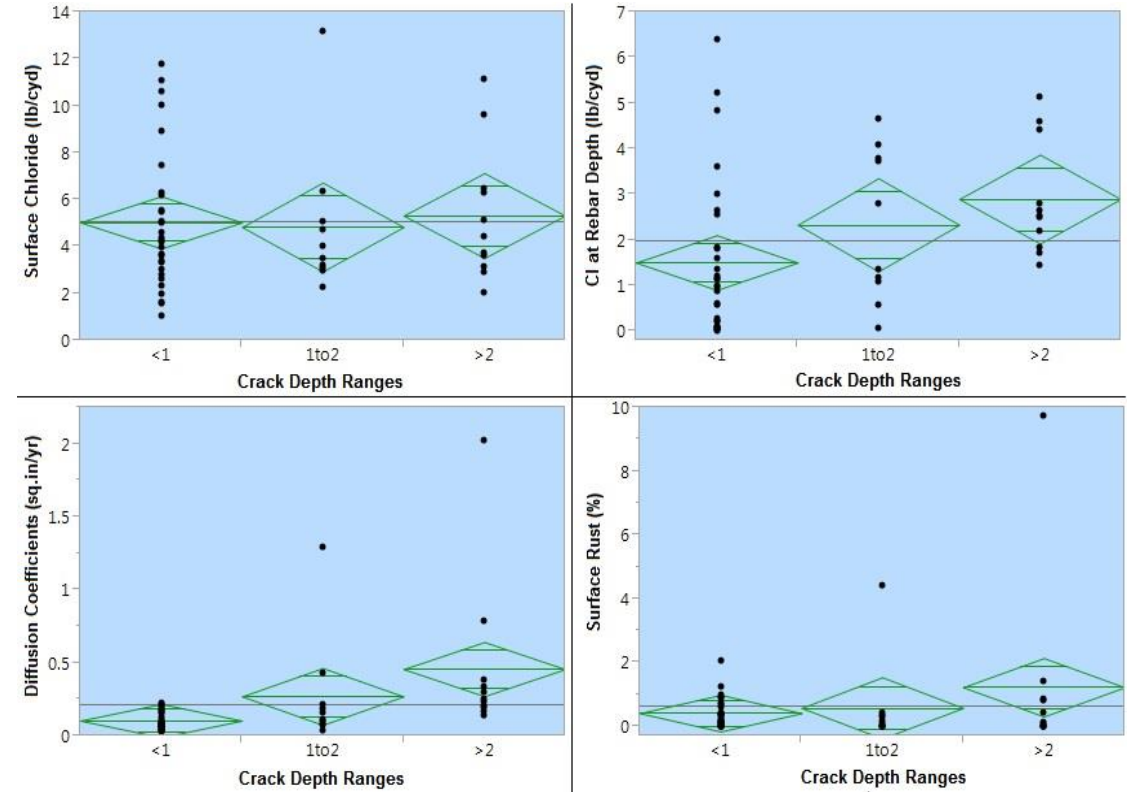 Surface Chloride (lb/cyd)
14
12
10
8
6
4
2
0
<1
1to2
>2
Crack Depth Ranges
CI at Rebar Depth (lb/cyd)
7
6
5
4
3
2
1
0
<1
1to2
>2
Crack Depth Ranges
Diffusion Coefficients (sq.in/yr)
2
1.5
1
0.5
0
<1
1to2
>2
Crack Depth Ranges
Surface Rust (%)
10
8
6
4
2
0
<1
1to2
>2
Crack Depth Ranges